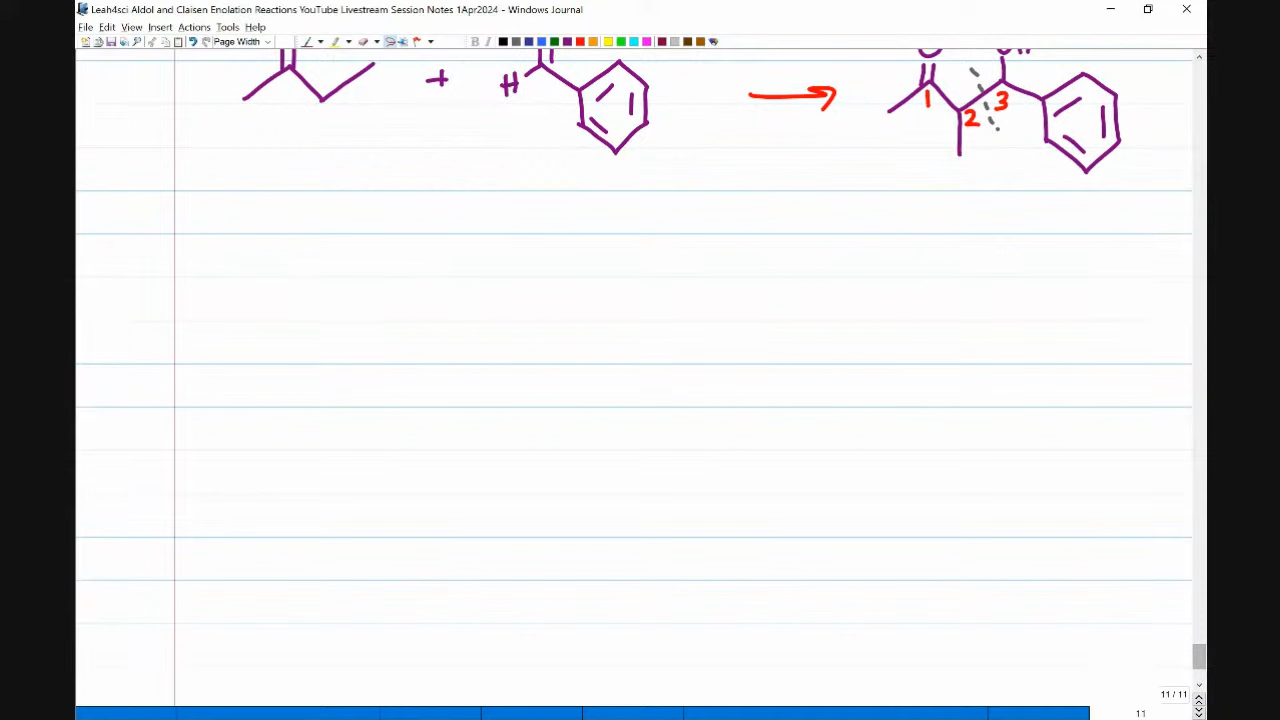 Leah4sci Aldol and Claisen Enolation Reactions YouTube Livestream Session Notes 1Apr2024 - Windows Journal
File Edit View Insert Actions Tools Help
Page Width
B I
+ H
1 2 3
11 / 11
11